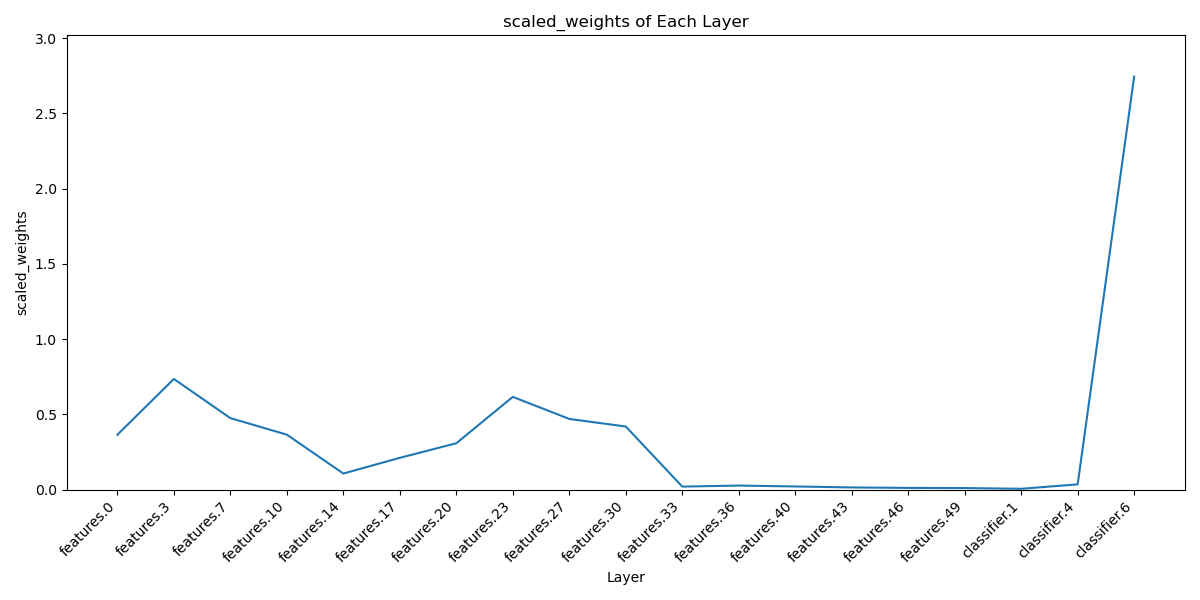 scaled_weights of Each Layer
3.0
2.5
2.0
1.5
1.0
0.5
0.0
scaled_weights
features.0
features.3
features.7
features.10
features.14
features.17
features.20
features.23
features.27
features.30
features.33
features.36
features.40
features.43
features.46
features.49
classifier.1
classifier.4
classifier.6
Layer